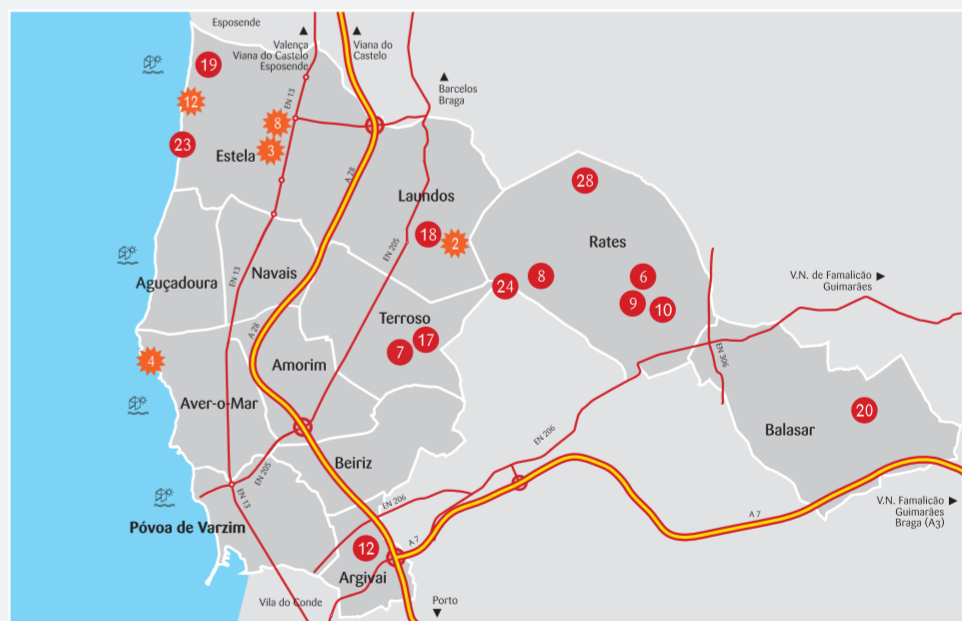 Esposende
Valença
Viana do Castelo
Esposende
Viana do
Castelo
Barcelos
Braga
19
12
EN 13
8
3
23
Estela
A 28
Laundos
28
18
2
Rates
EN 205
Aguçadoura
Navais
EN 13
24
8
6
9
10
V.N. de Famalicão
Guimarães
Terroso
7
17
A 28
4
Amorim
EN 306
Aver-o-Mar
20
Balasar
EN 206
Beiriz
EN 205
EN 13
EN 206
Póvoa de Varzim
A 7
A 7
V.N. Famalicão
Guimarães
Braga (A3)
12
Argivai
Vila do Conde
Porto